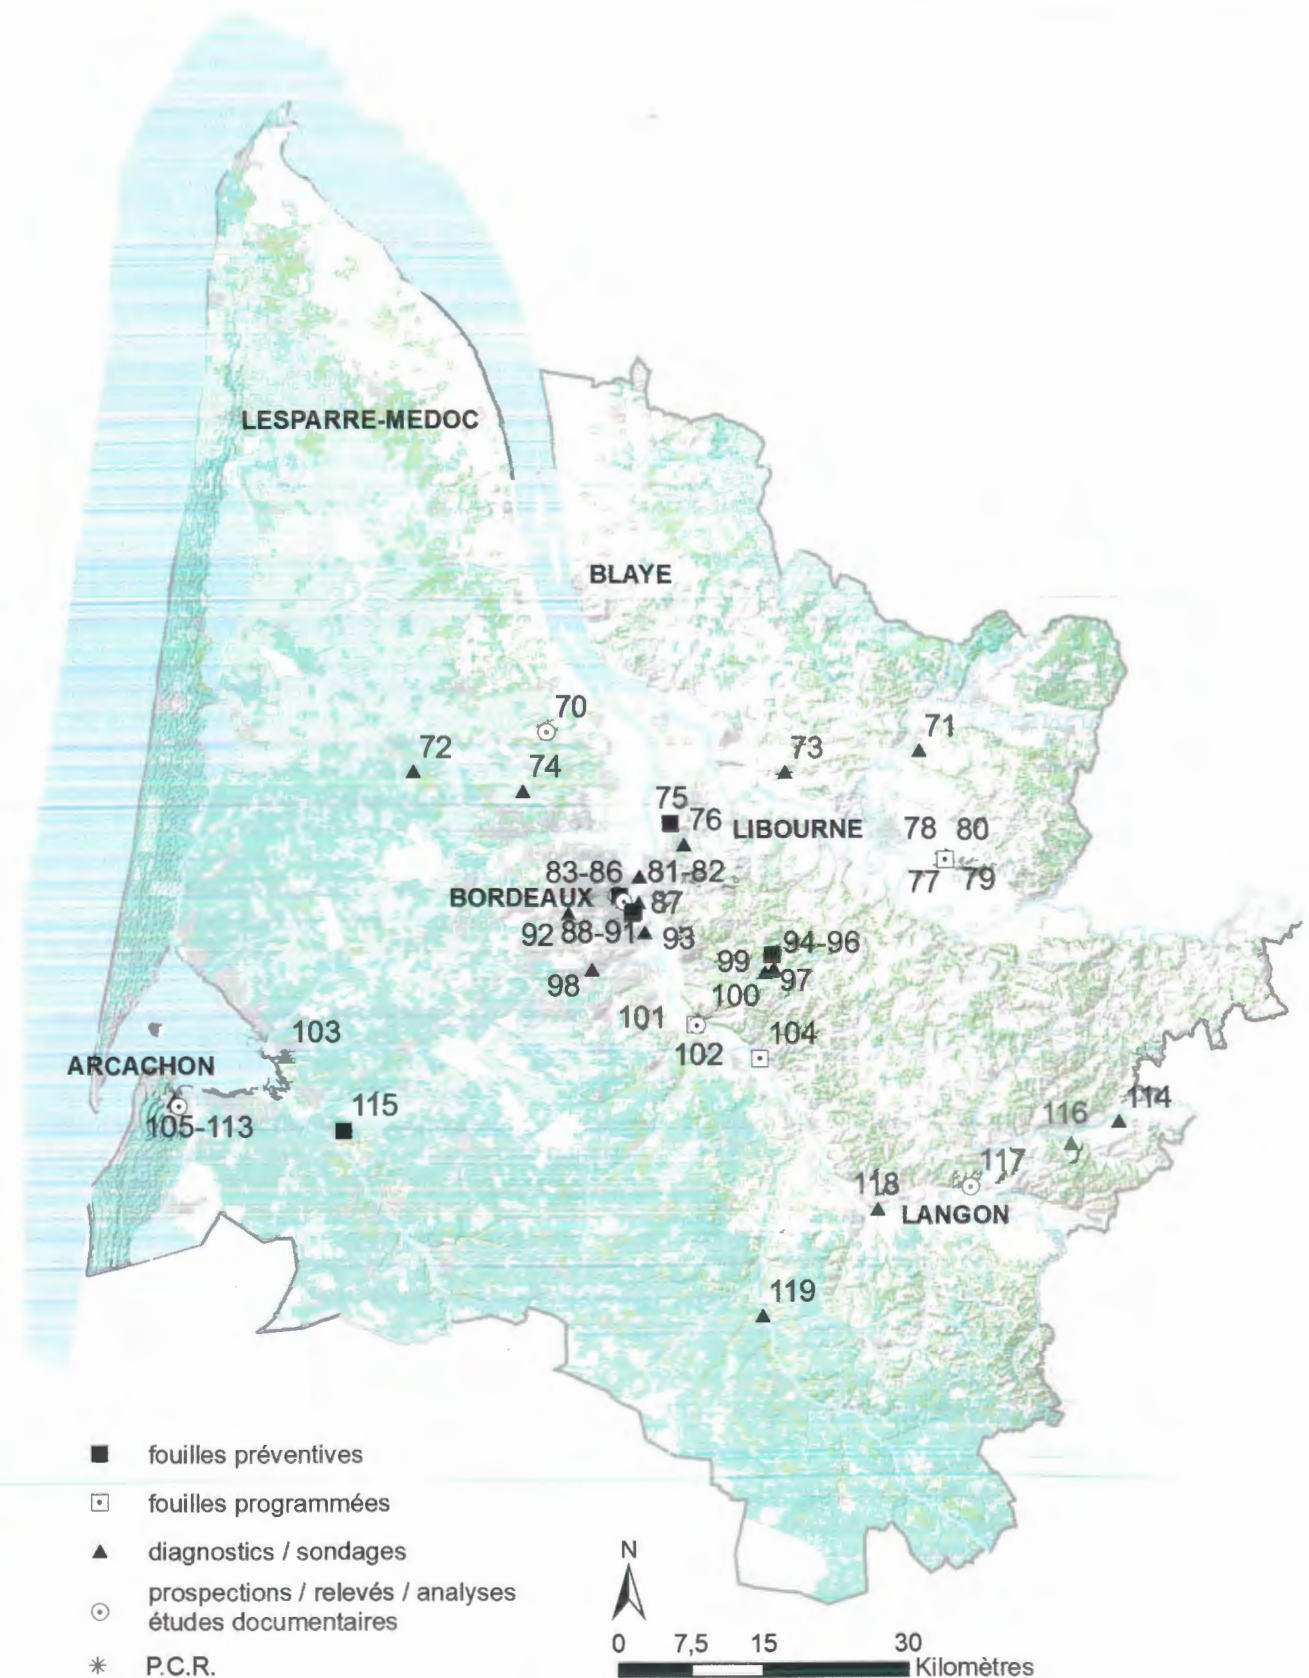 LESPARRE-MEDOC
BLAYE
70
71
72
73
74
75
76
LIBOURNE
78 80
77 79
83-86 81-82
BORDEAUX 87
92 88-91 93
94-96
99
97
98
100
101
102
104
103
ARCACHON
105-113
115
114
116
117
118
LANGON
119
fouilles préventives
fouilles programmées
diagnostics / sondages
prospections / relevés / analyses
études documentaires
P.C.R.
N
0 7,5 15 30
Kilomètres